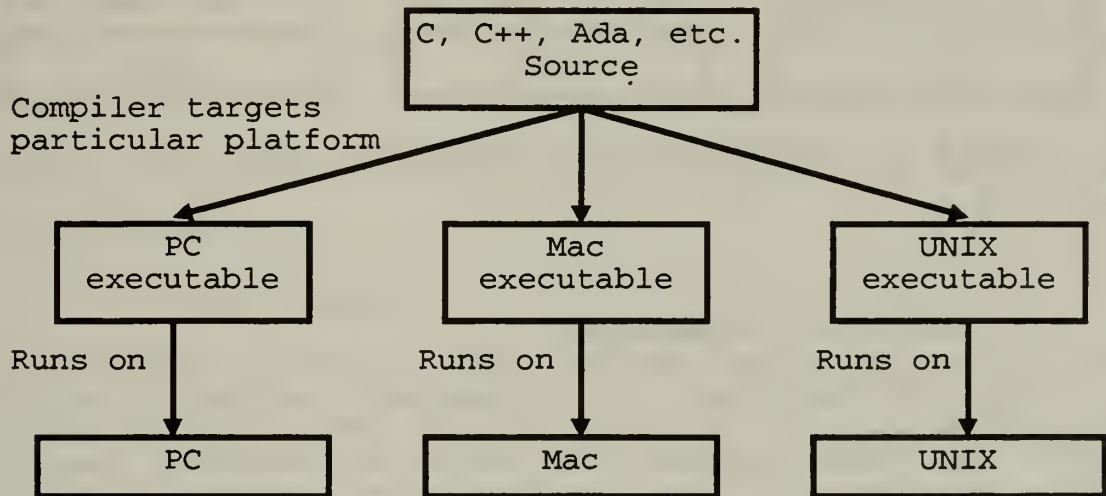 C, C++, Ada, etc.
Source
Compiler targets
particular platform
PC
executable
Mac
executable
UNIX
executable
Runs on
Runs on
Runs on
PC
Mac
UNIX